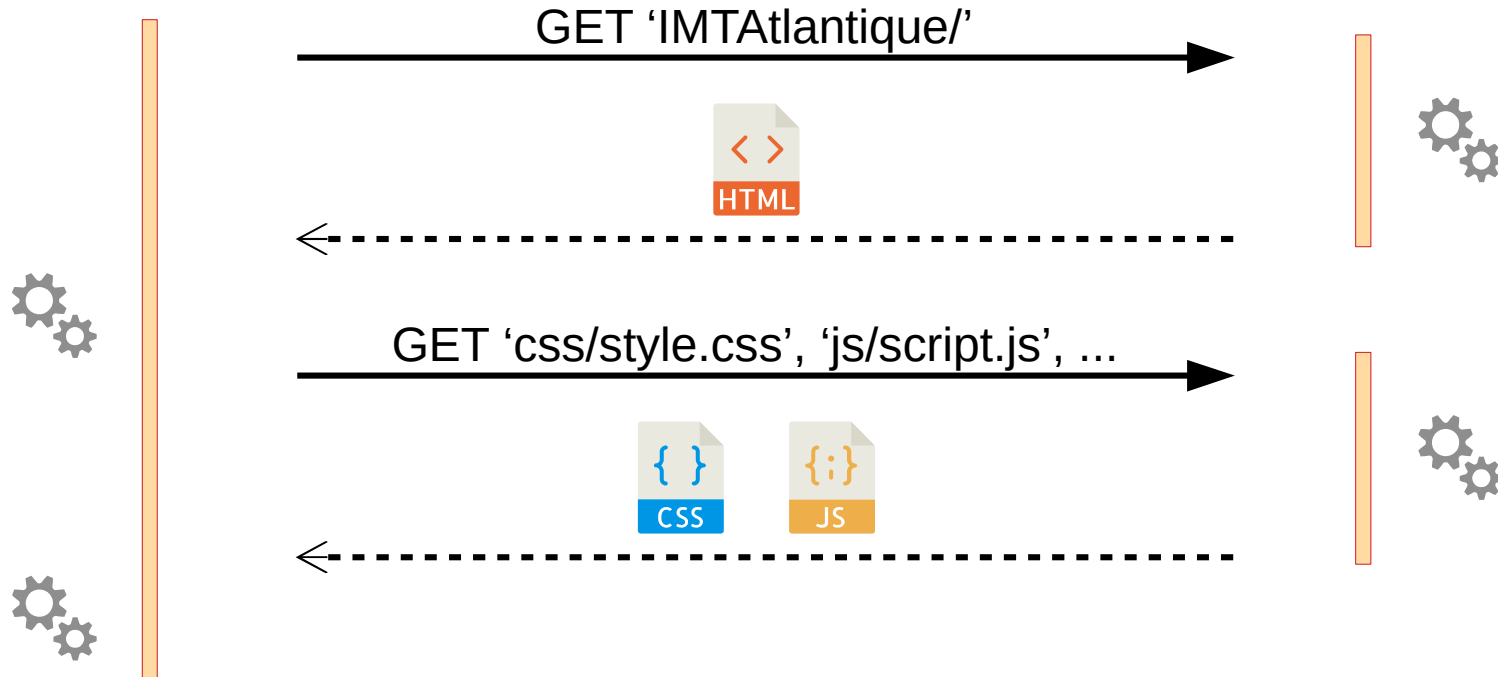 GET ‘IMTAtlantique/’
HTML
GET ‘css/style.css’, ‘js/script.js’, ...
{ } {;}
CSS JS